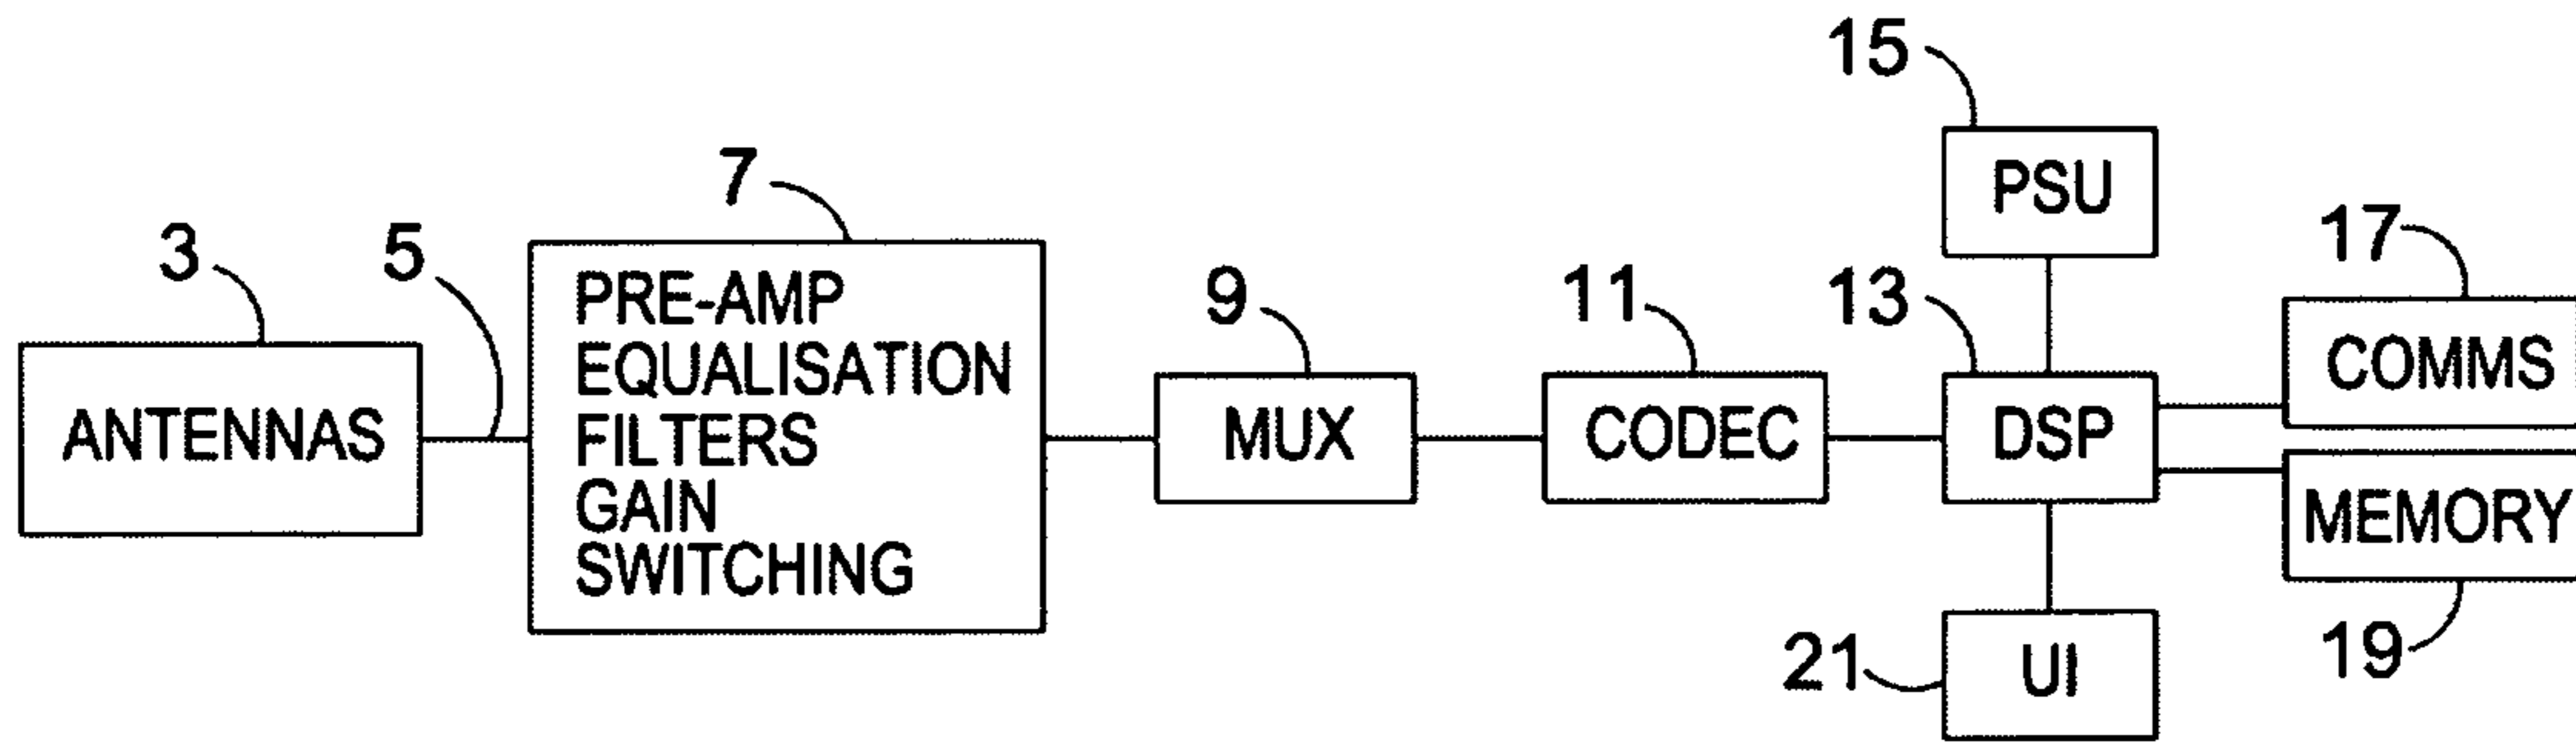 15
PSU
7
17
3
5
PRE-AMP
EQUALISATION
FILTERS
GAIN
SWITCHING
9
11
13
COMMS
ANTENNAS
MUX
CODEC
DSP
MEMORY
21
UI
19